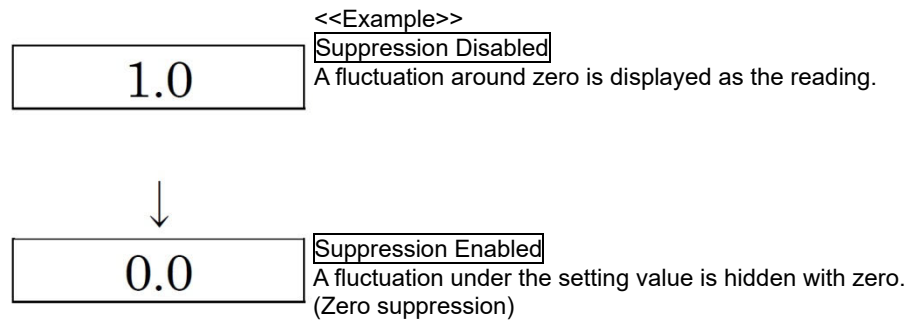 <<Example>>
Suppression Disabled
1.0
A fluctuation around zero is displayed as the reading.
↓
Suppression Enabled
0.0
A fluctuation under the setting value is hidden with zero.
(Zero suppression)